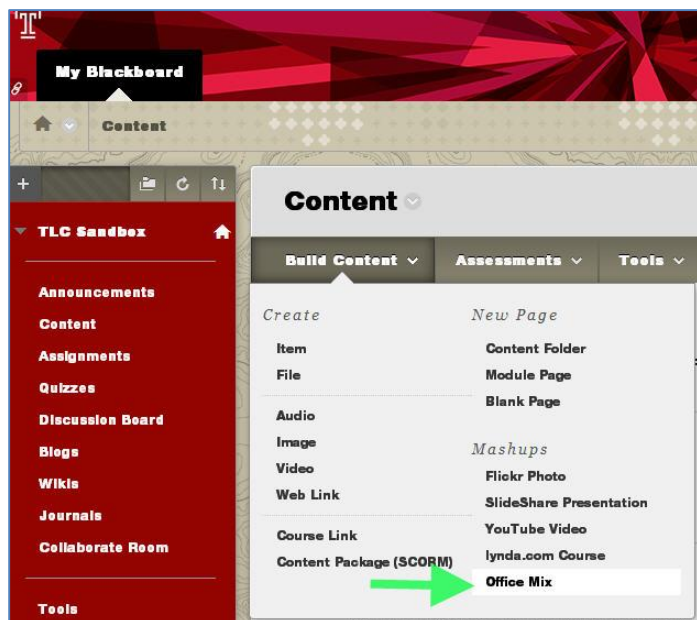 T
My Blackboard
Content
TLC Sandbox
Announcements
Content
Assignments
Quizzes
Discussion Board
Blogs
Wikis
Journals
Collaborate Room
Tools
Content
Build Content
Assessments
Tools
Create
Item
File
Audio
Image
Video
Web Link
Course Link
Content Package (SCORM)
New Page
Content Folder
Module Page
Blank Page
Mashups
Flickr Photo
SlideShare Presentation
YouTube Video
lynda.com Course
Office Mix